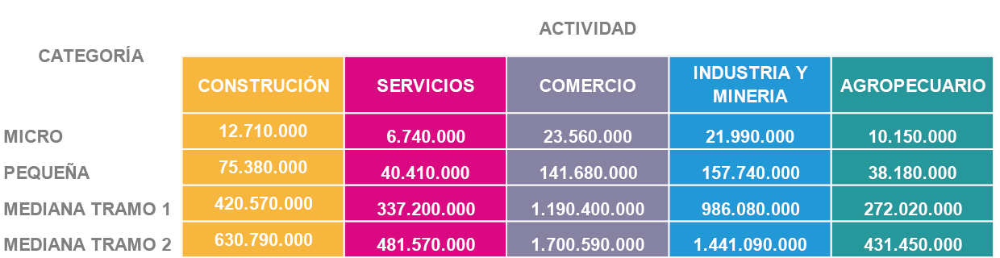 ACTIVIDAD
CATEGORÍA
CONSTRUCIÓN SERVICIOS COMERCIO INDUSTRIA Y MINERIA AGROPECUARIO
MICRO 12.710.000 6.740.000 23.560.000 21.990.000 10.150.000
PEQUEÑA 75.380.000 40.410.000 141.680.000 157.740.000 38.180.000
MEDIANA TRAMO 1 420.570.000 337.200.000 1.190.400.000 986.080.000 272.020.000
MEDIANA TRAMO 2 630.790.000 481.570.000 1.700.590.000 1.441.090.000 431.450.000